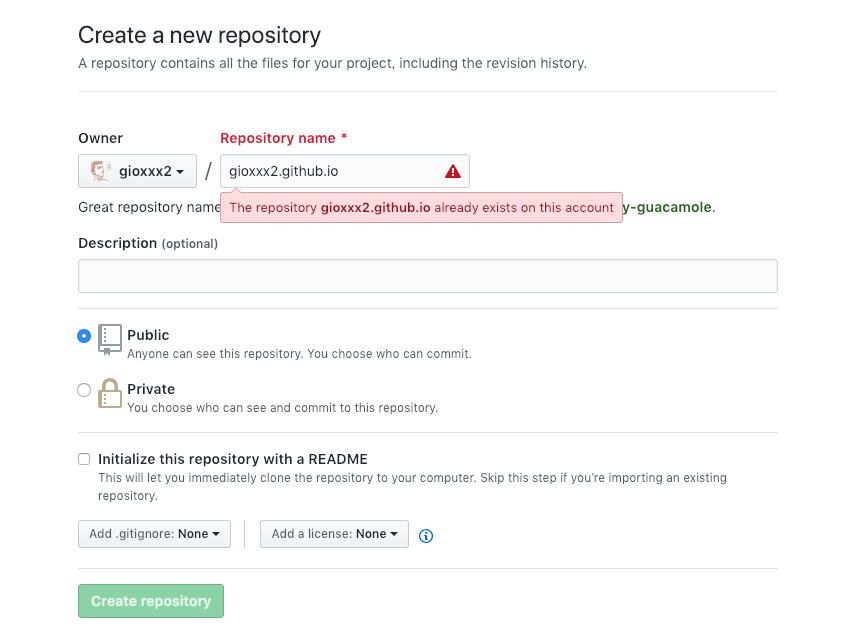 Create a new repository
A repository contains all the files for your project, including the revision history.
Owner
Repository name *
gioxxx2
/
gioxxx2.github.io
Great repository name
The repository gioxxx2.github.io already exists on this account
y-guacamole.
Description (optional)
Public
Anyone can see this repository. You choose who can commit.
Private
You choose who can see and commit to this repository.
Initialize this repository with a README
This will let you immediately clone the repository to your computer. Skip this step if you’re importing an existing
repository.
Add .gitignore: None
Add a license: None
Create repository